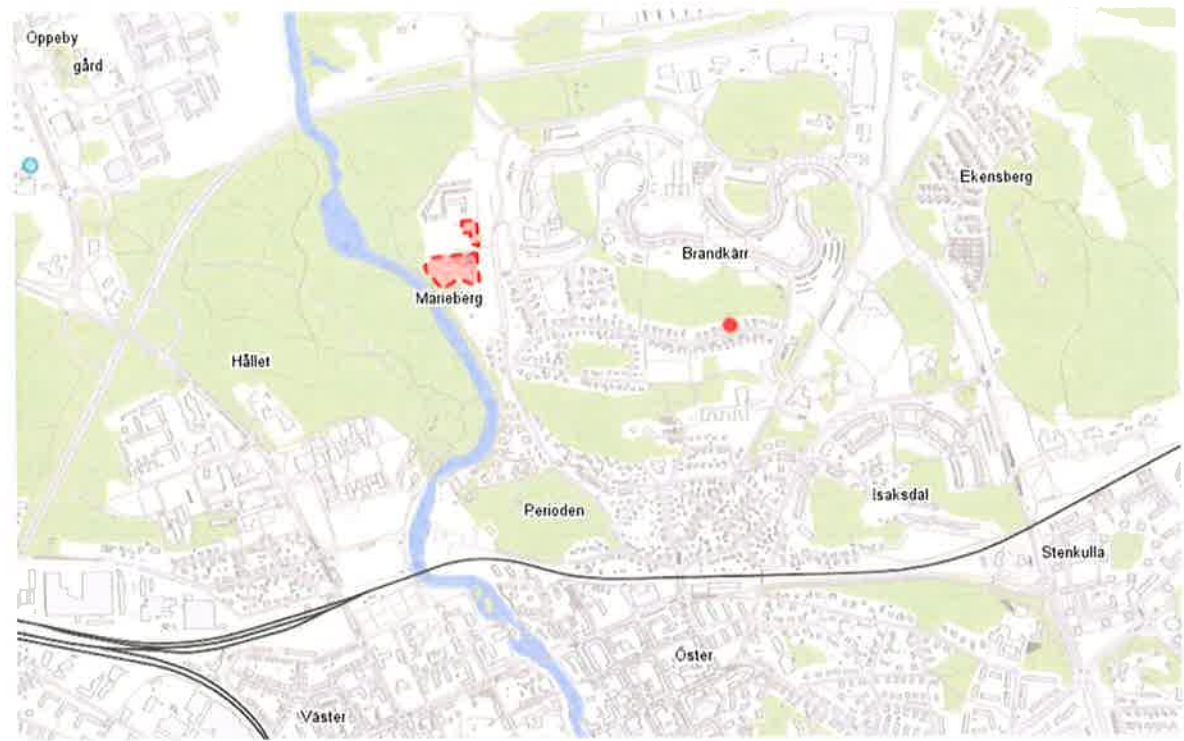 Oppeby
gård
Ekensberg
Brandkärr
Marieberg
Hållet
Isaksdal
Perioden
Stenkulla
Öster
Väster